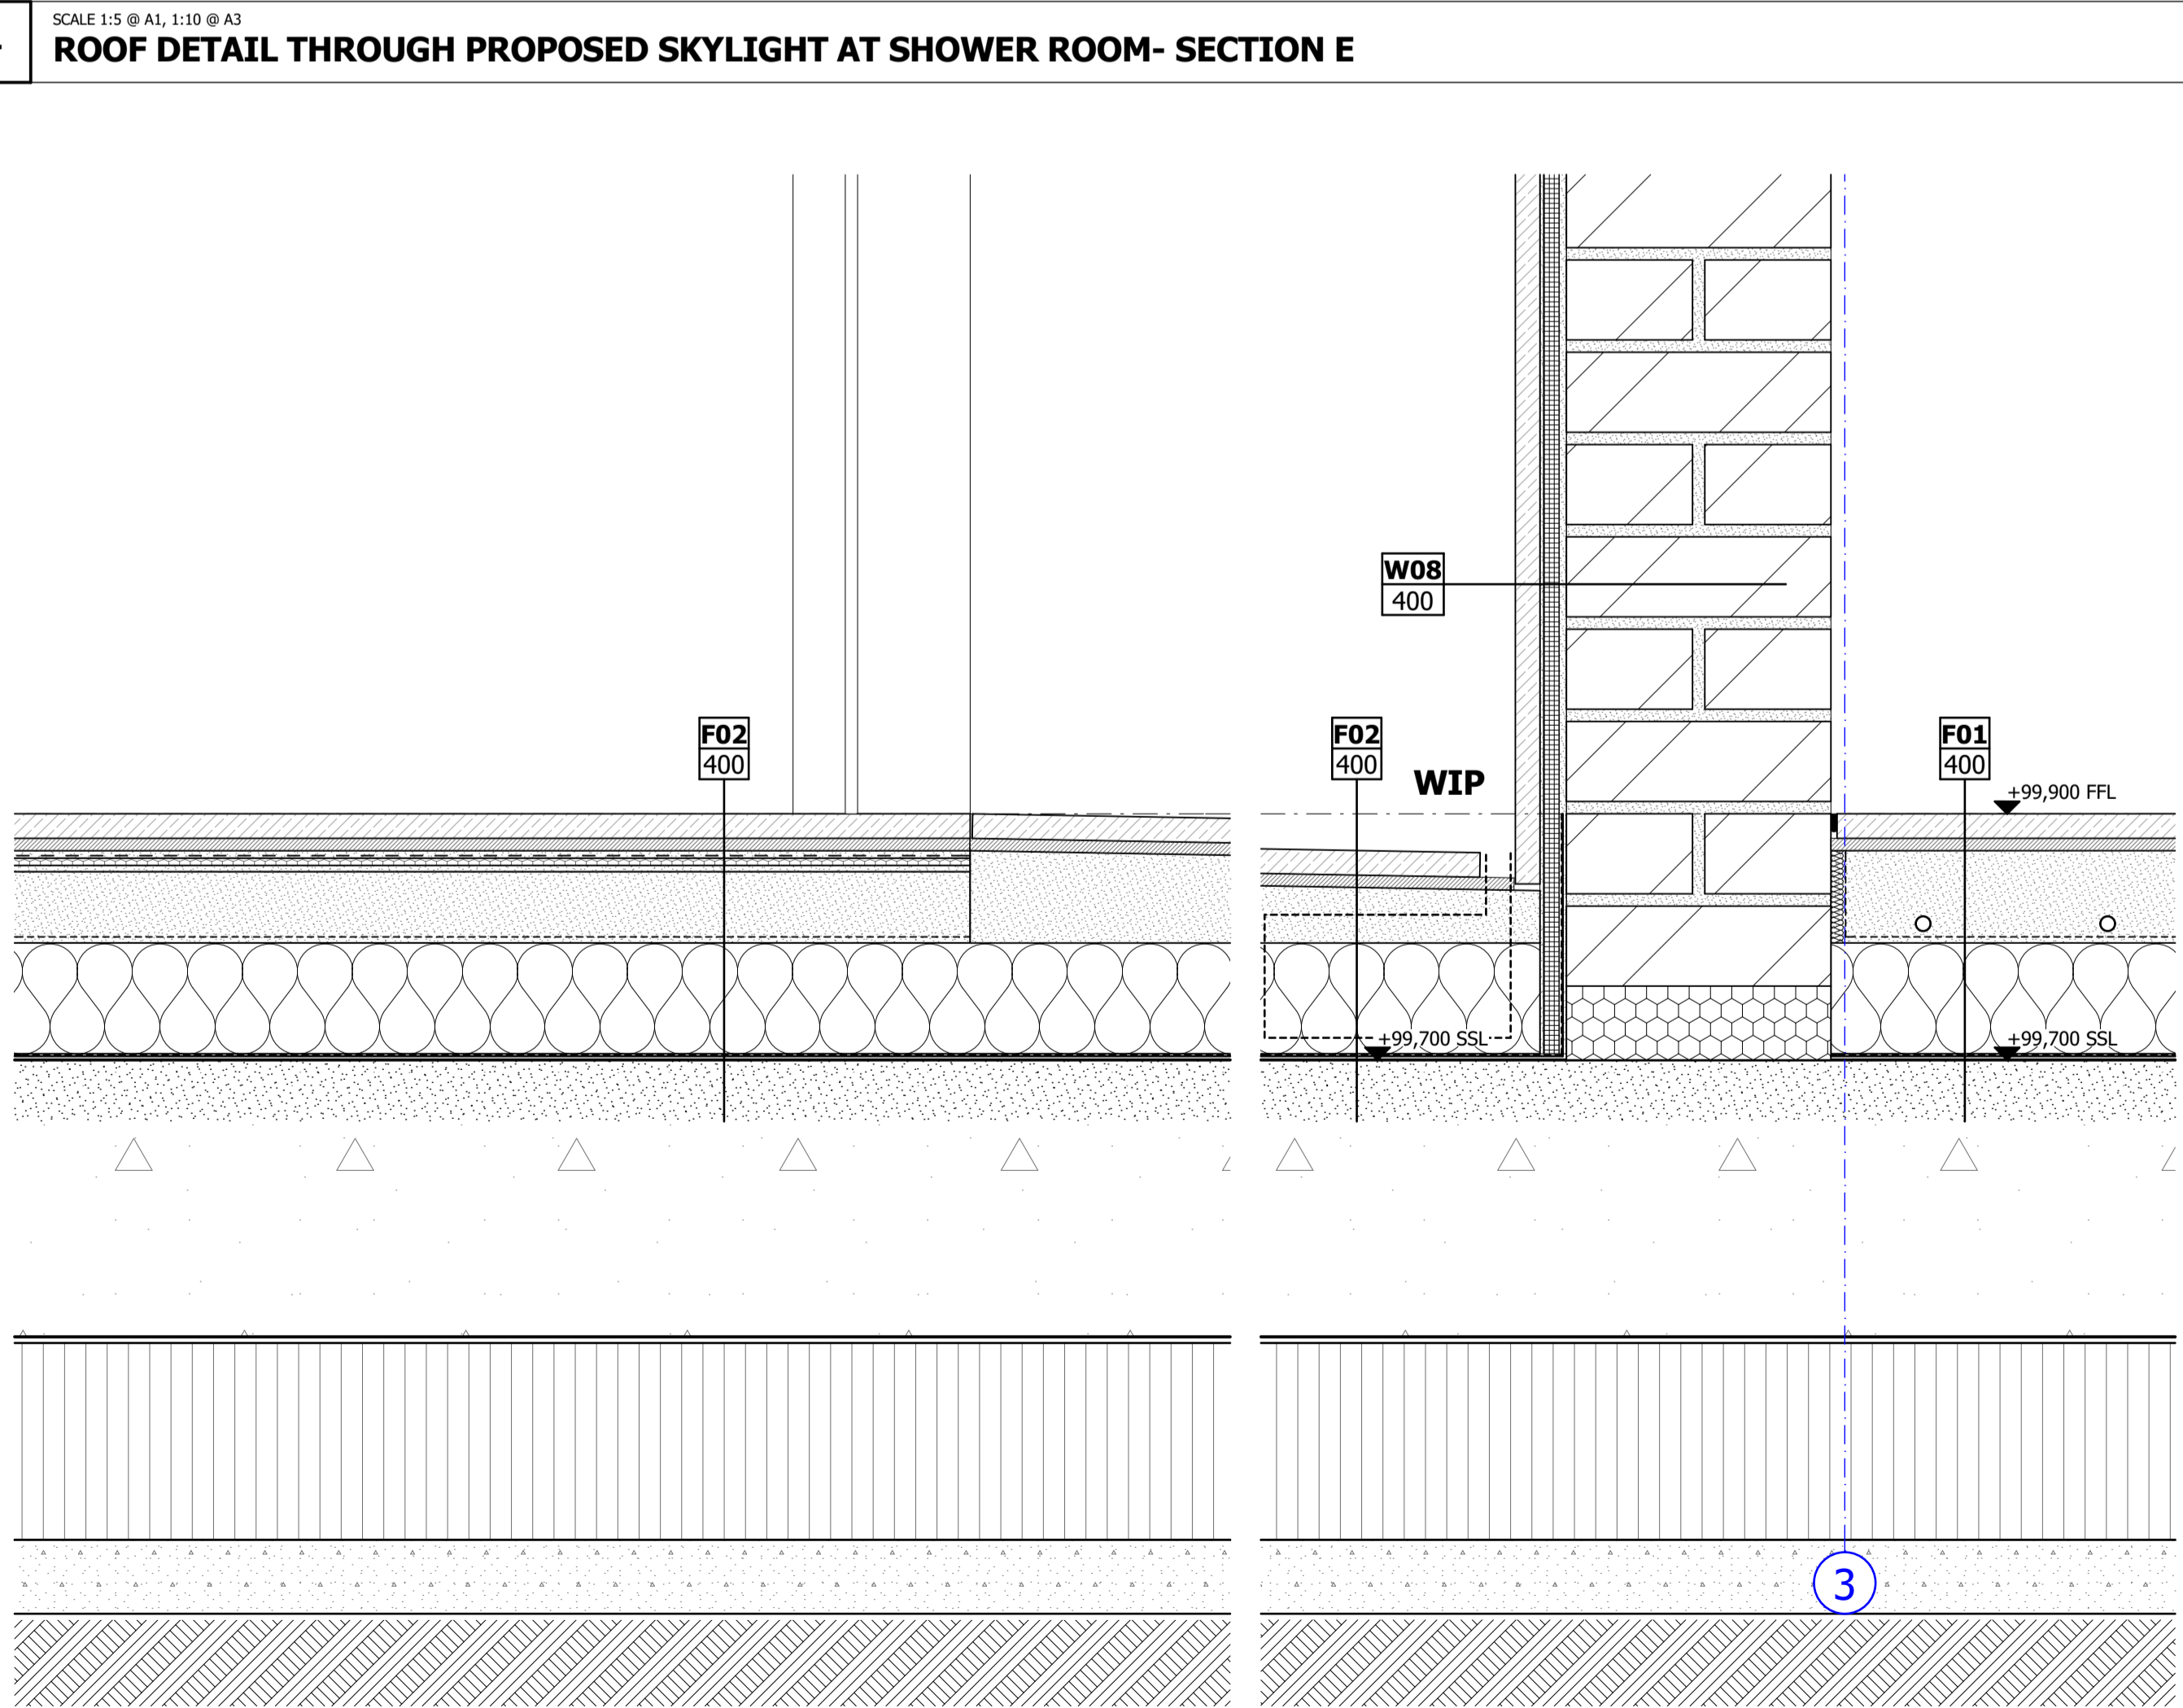 SCALE 1:5 @ A1, 1:10 @ A3
ROOF DETAIL THROUGH PROPOSED SKYLIGHT AT SHOWER ROOM- SECTION E
W08
400
F02
400
F02
400
WIP
F01
400
+99,900 FFL
+99,700 SSL
+99,700 SSL
3